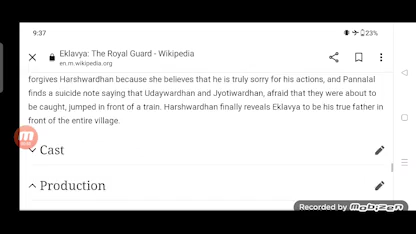 9:37
23%
Eklavya: The Royal Guard - Wikipedia
en.m.wikipedia.org
forgives Harshwardhan because she believes that he is truly sorry for his actions, and Pannalal
finds a suicide note saying that Udaywardhan and Jyotiwardhan, afraid that they were about to
be caught, jumped in front of a train. Harshwardhan finally reveals Eklavya to be his true father in
front of the entire village.
Cast
Production
Recorded by Mobizen